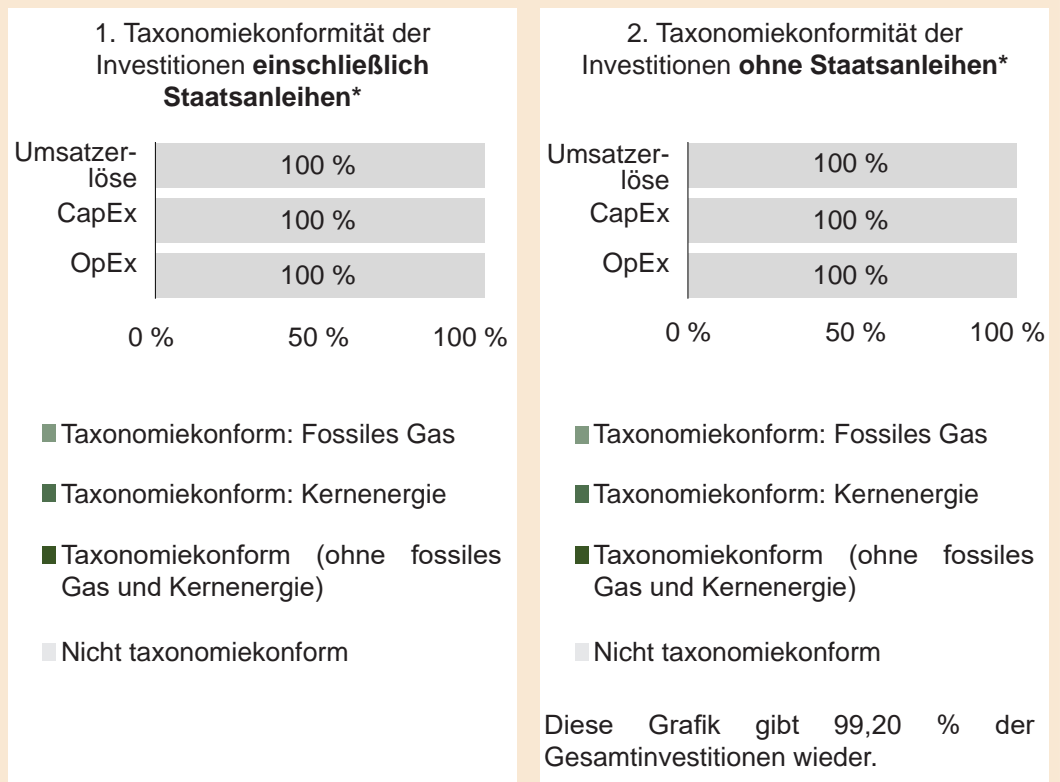 1. Taxonomiekonformität der
Investitionen einschließlich
Staatsanleihen*
Umsatzer-
löse
100 %
CapEx
100 %
OpEx
100 %
0 %
50 %
100 %
Taxonomiekonform: Fossiles Gas
Taxonomiekonform: Kernenergie
Taxonomiekonform (ohne fossiles
Gas und Kernenergie)
Nicht taxonomiekonform
2. Taxonomiekonformität der
Investitionen ohne Staatsanleihen*
Umsatzer-
löse
100 %
CapEx
100 %
OpEx
100 %
0 %
50 %
100 %
Taxonomiekonform: Fossiles Gas
Taxonomiekonform: Kernenergie
Taxonomiekonform (ohne fossiles
Gas und Kernenergie)
Nicht taxonomiekonform
Diese Grafik gibt 99,20 % der
Gesamtinvestitionen wieder.